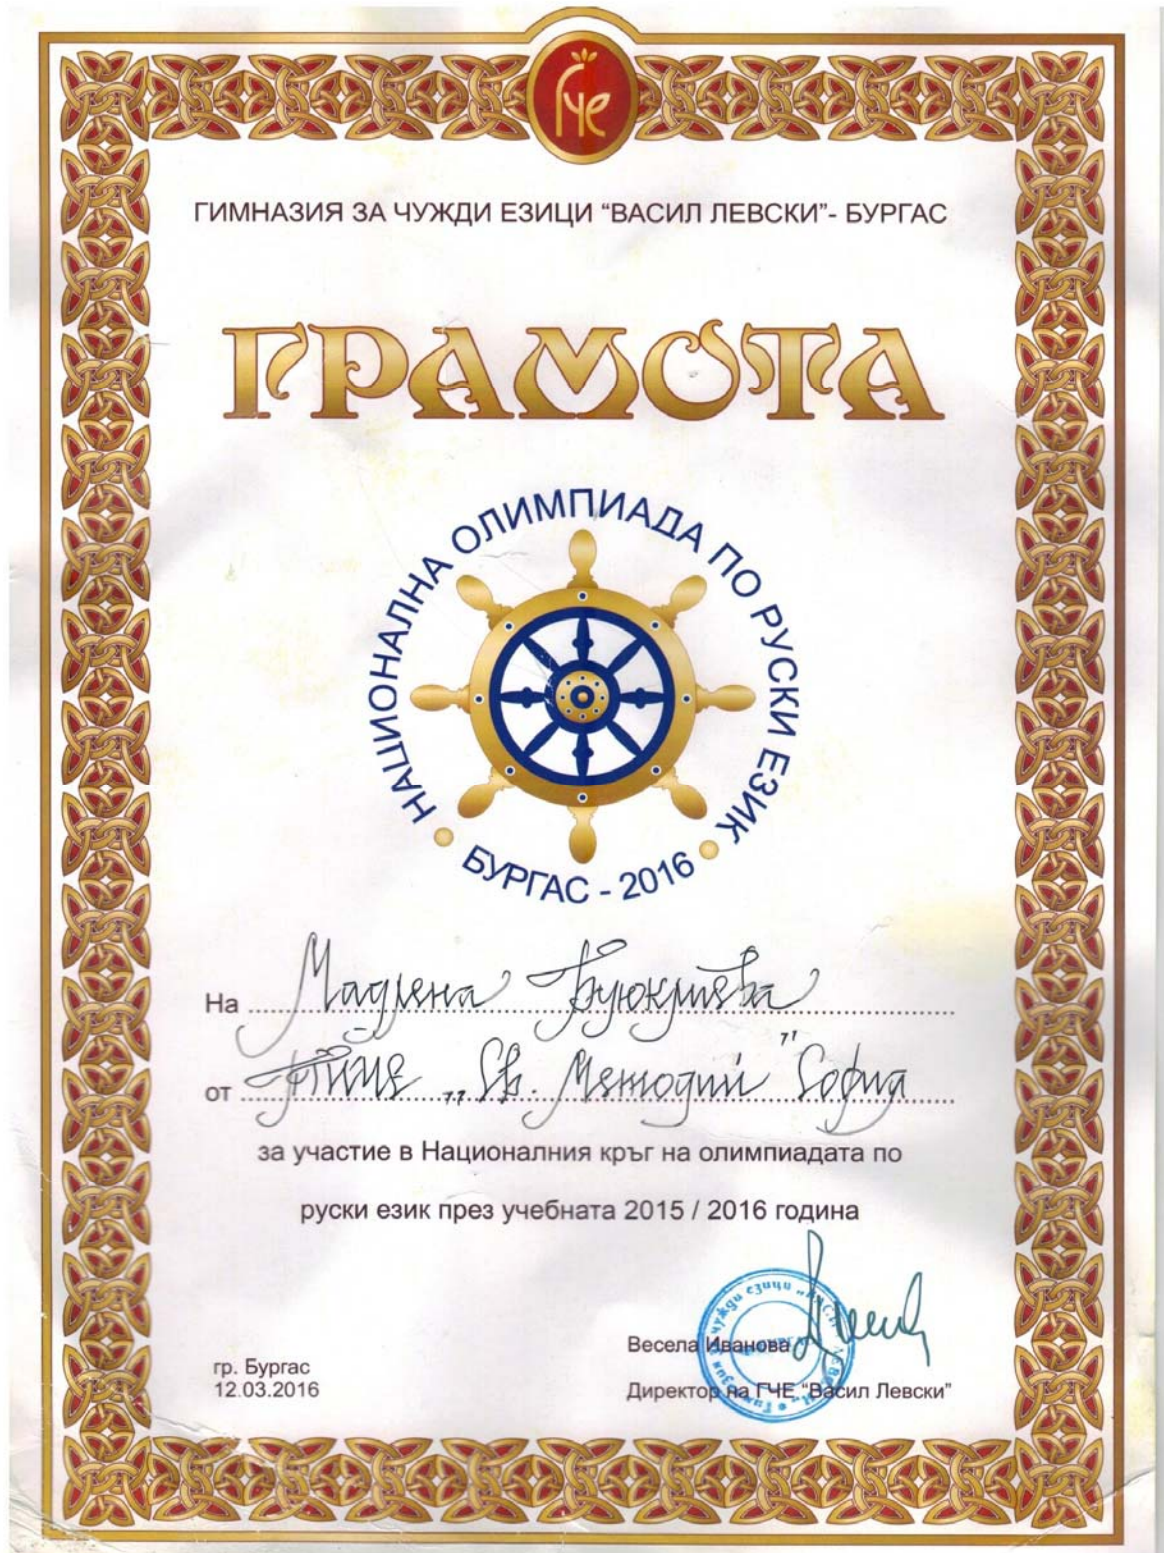 ГЧЕ
ГИМНАЗИЯ ЗА ЧУЖДИ ЕЗИЦИ “ВАСИЛ ЛЕВСКИ”- БУРГАС
ГРАМОТА
НАЦИОНАЛНА ОЛИМПИАДА ПО РУСКИ ЕЗИК
БУРГАС - 2016
На Мадлена
от „Св. Методий" София
за участие в Националния кръг на олимпиадата по
руски език през учебната 2015 / 2016 година
Весела Иванова
гр. Бургас
12.03.2016
Директор на ГЧЕ “Васил Левски”